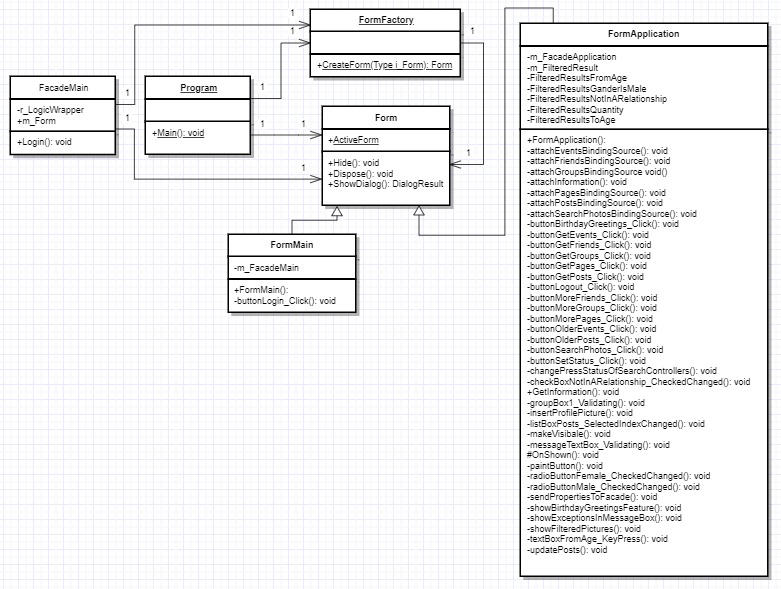 FormFactory
+CreateForm(Type i_Form): Form
1
1
1
FacadeMain
-r_LogicWrapper
+m_Form
+Login(): void
1
1
Program
+Main(): void
1
1
1
1
1
Form
+ActiveForm
+Hide(): void
+Dispose(): void
+ShowDialog(): DialogResult
FormMain
-m_FacadeMain
+FormMain():
-buttonLogin_Click(): void
FormApplication
-m_FacadeApplication
-m_FilteredResult
-FilteredResultsFromAge
-FilteredResultsGanderIsMale
-FilteredResultsNotInARelationship
-FilteredResultsQuantity
-FilteredResultsToAge
+FormApplication():
-attachEventsBindingSource(): void
-attachFriendsBindingSource(): void
-attachGroupsBindingSource void()
-attachInformation(): void
-attachPagesBindingSource(): void
-attachPostsBindingSource(): void
-attachSearchPhotosBindingSource(): void
-buttonBirthdayGreetings_Click(): void
-buttonGetEvents_Click(): void
-buttonGetFriends_Click(): void
-buttonGetGroups_Click(): void
-buttonGetPages_Click(): void
-buttonGetPosts_Click(): void
-buttonLogout_Click(): void
-buttonMoreFriends_Click(): void
-buttonMoreGroups_Click(): void
-buttonMorePages_Click(): void
-buttonOlderEvents_Click(): void
-buttonOlderPosts_Click(): void
-buttonSearchPhotos_Click(): void
-buttonSetStatus_Click(): void
-changePressStatusOfSearchControllers(): void
-checkBoxNotInARelationship_CheckedChanged(): void
+GetInformation(): void
-groupBox1_Validating(): void
-insertProfilePicture(): void
-listBoxPosts_SelectedIndexChanged(): void
-makeVisibale(): void
-messageTextBox_Validating(): void
#OnShown(): void
-paintButton(): void
-radioButtonFemale_CheckedChanged(): void
-radioButtonMale_CheckedChanged(): void
-sendPropertiesToFacade(): void
-showBirthdayGreetingsFeature(): void
-showExceptionsInMessageBox(): void
-showFilteredPictures(): void
-textBoxFromAge_KeyPress(): void
-updatePosts(): void